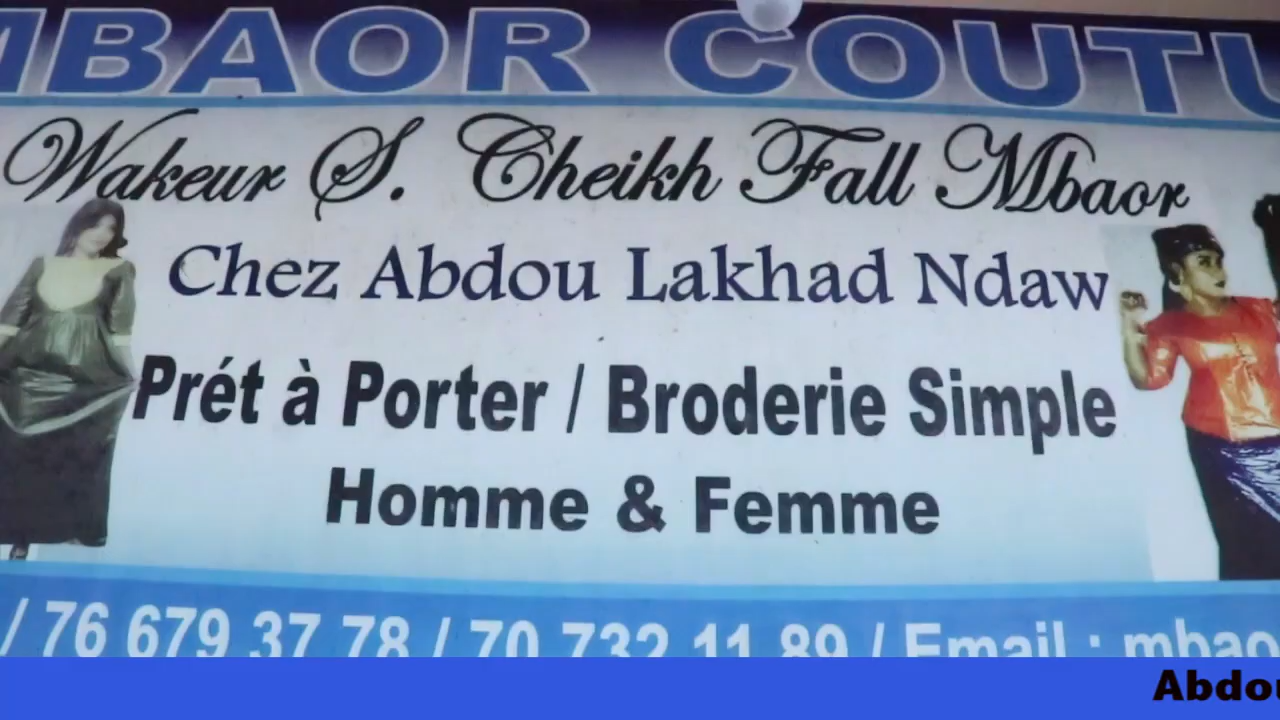 MBAOR COUTU
Wakeur S. Cheikh Fall Mbaor
Chez Abdou Lakhad Ndaw
Prét à Porter / Broderie Simple
Homme & Femme
/ 76 679 37 78 / 70 732 11 89 / Email : mbao
Abdou